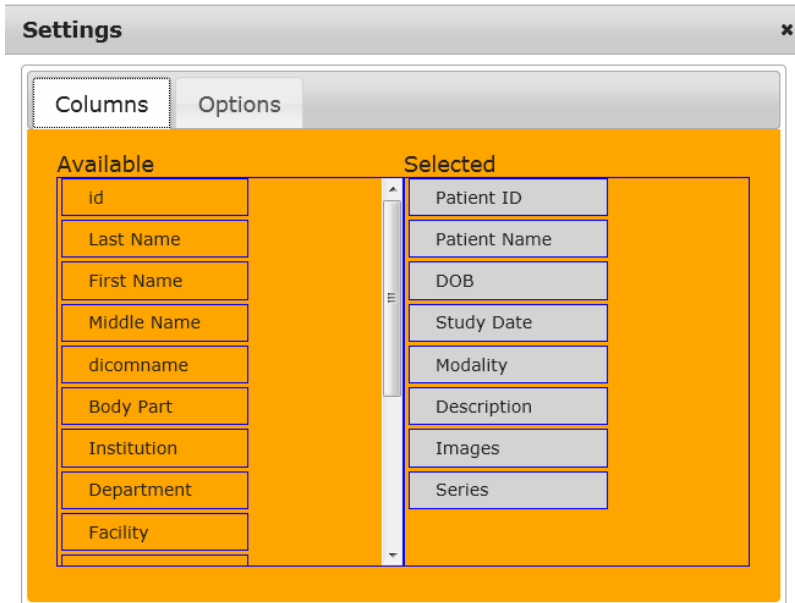 Settings
Columns
Options
Available
id
Last Name
First Name
Middle Name
dicomname
Body Part
Institution
Department
Facility
Selected
Patient ID
Patient Name
DOB
Study Date
Modality
Description
Images
Series